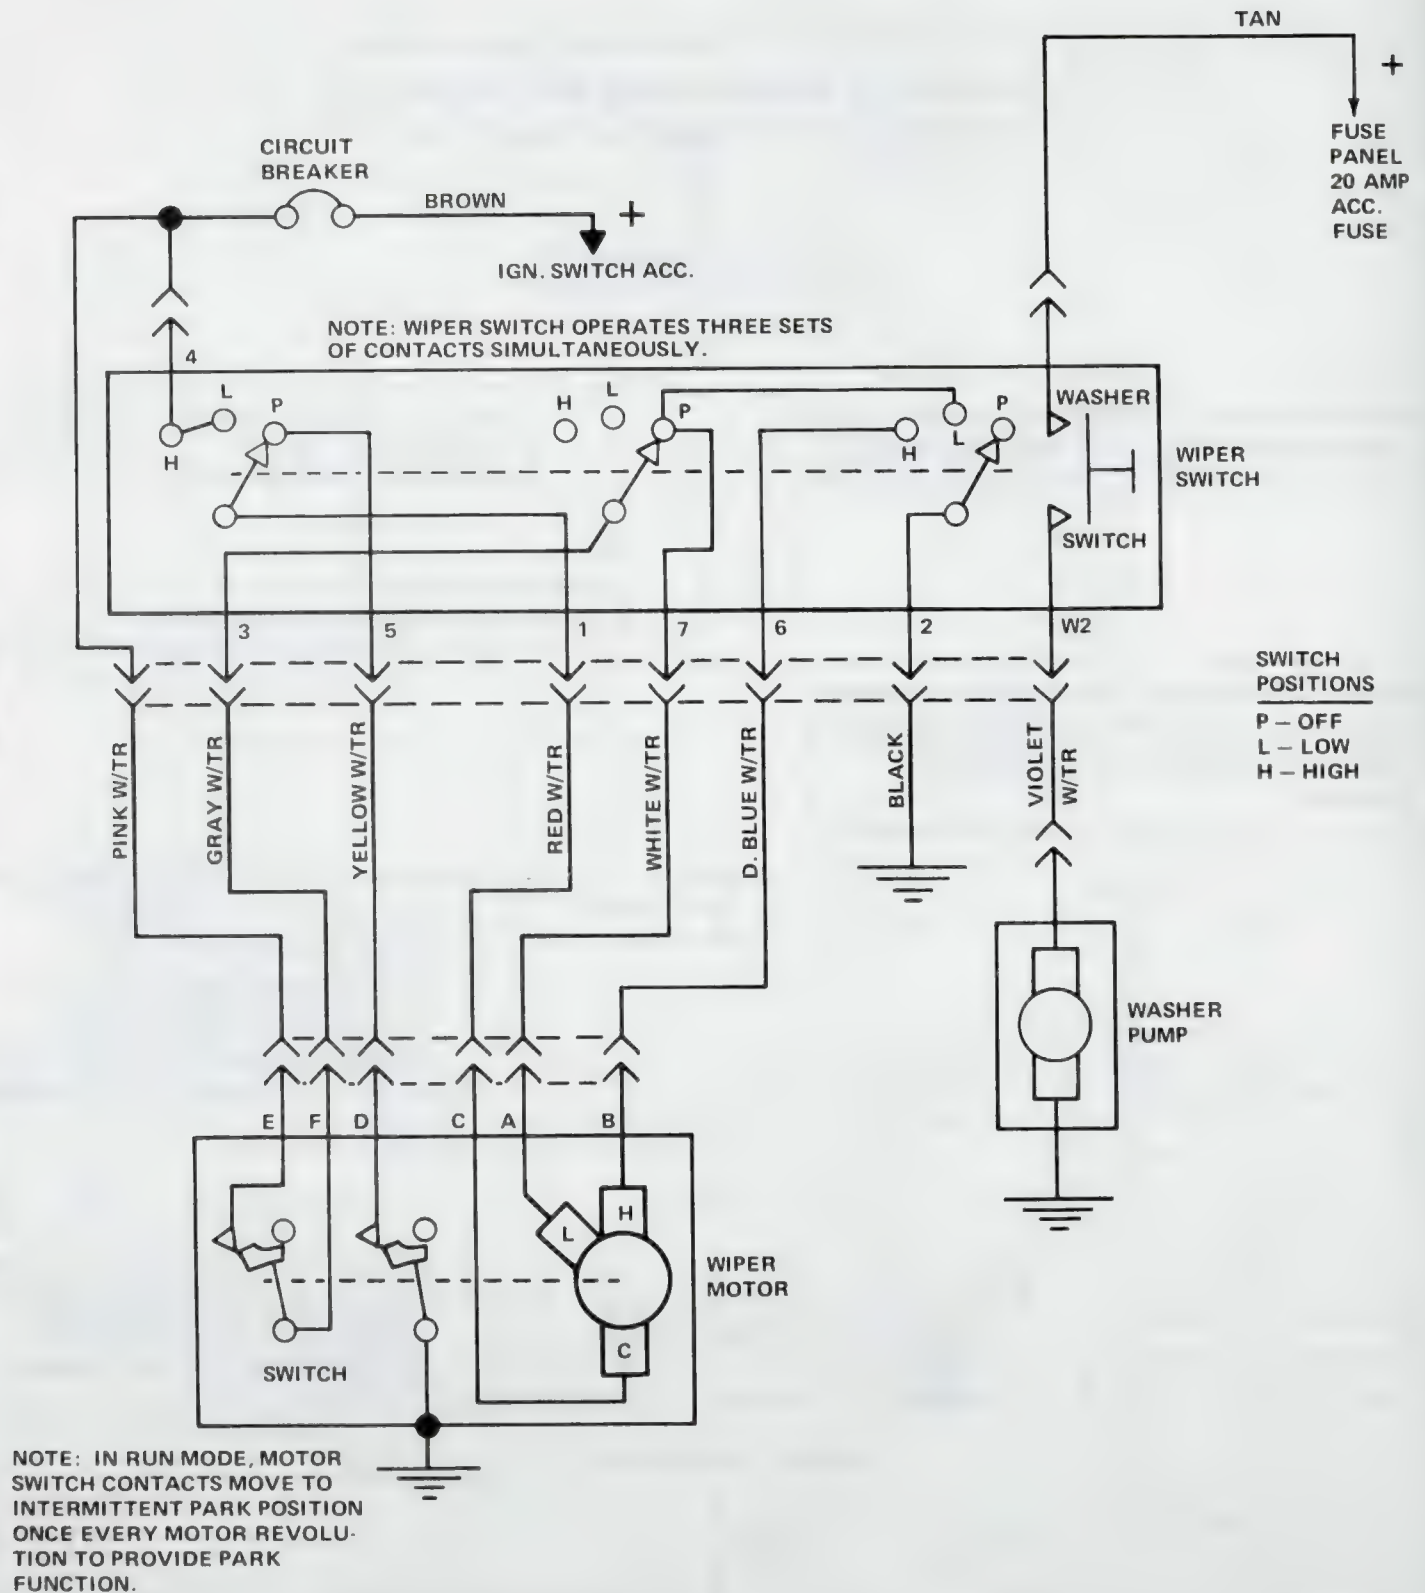 TAN
+
FUSE
PANEL
20 AMP
ACC.
FUSE
CIRCUIT
BREAKER
BROWN
+
IGN. SWITCH ACC.
NOTE: WIPER SWITCH OPERATES THREE SETS
OF CONTACTS SIMULTANEOUSLY.
4
L
P
H
H
L
P
H
L
P
WASHER
SWITCH
WIPER
SWITCH
3
5
1
7
6
2
W2
SWITCH
POSITIONS
P – OFF
L – LOW
H – HIGH
PINK W/TR
GRAY W/TR
YELLOW W/TR
RED W/TR
WHITE W/TR
D. BLUE W/TR
BLACK
VIOLET
W/TR
WASHER
PUMP
E
F
D
C
A
B
H
L
C
WIPER
MOTOR
SWITCH
NOTE: IN RUN MODE, MOTOR
SWITCH CONTACTS MOVE TO
INTERMITTENT PARK POSITION
ONCE EVERY MOTOR REVOLU-
TION TO PROVIDE PARK
FUNCTION.